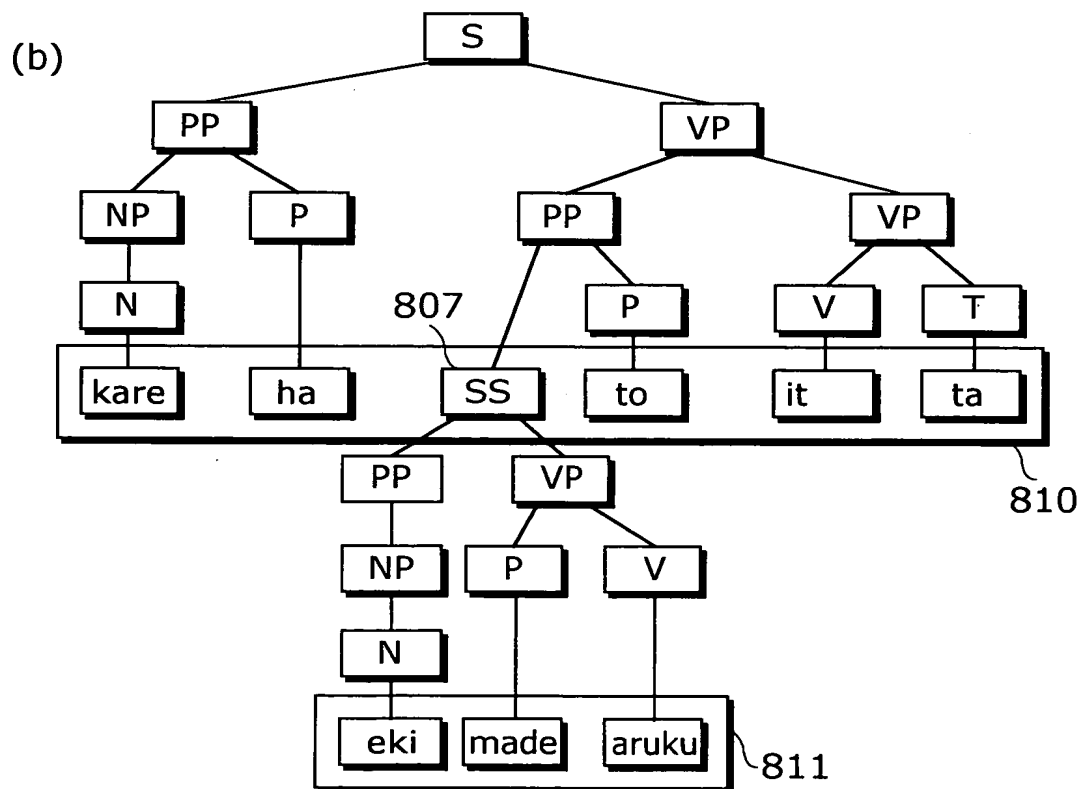 S
(b)
PP VP
NP P PP VP
N P V T
807
kare ha SS to it ta
PP VP
810
NP P V
N
eki made aruku
811